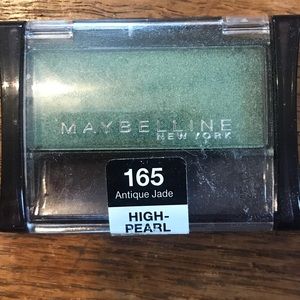 MAYBELLINE
NEW YORK
165
Antique Jade
HIGH-
PEARL